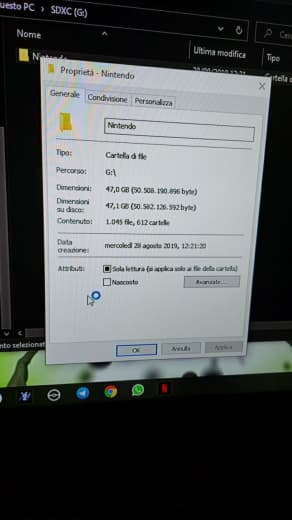 uesto PC > SDXC (G:)
Nome
Ultima modifica
Tipo
Nintendo
Cartella
Proprietà - Nintendo
Generale
Condivisione
Personalizza
Nintendo
Tipo:
Cartella di file
Percorso:
G:\
Dimensioni:
47,0 GB (50.508.190.896 byte)
Dimensioni su disco:
47,1 GB (50.582.126.592 byte)
Contenuto:
1.045 file, 612 cartelle
Data creazione:
mercoledì 28 agosto 2019, 12:21:20
Attributi:
Sola lettura (si applica solo ai file della cartella)
Nascosto
Avanzate...
nto selezionat
OK
Annulla
Applica